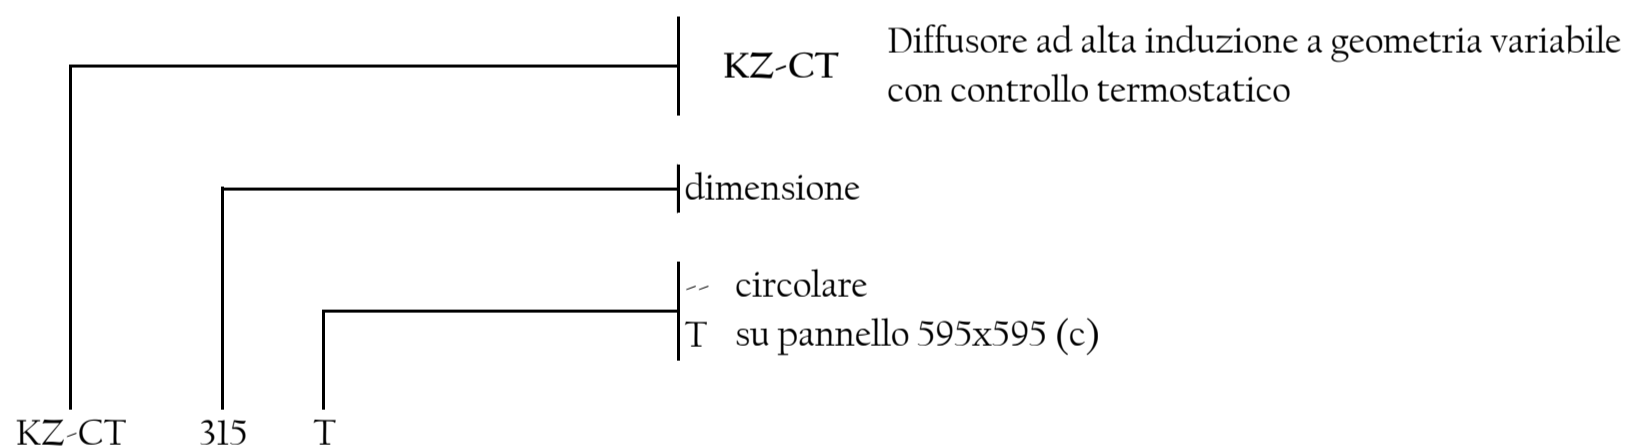 KZ-CT Diffusore ad alta induzione a geometria variabile
con controllo termostatico
dimensione
-- circolare
T su pannello 595x595 (c)
KZ-CT 315 T